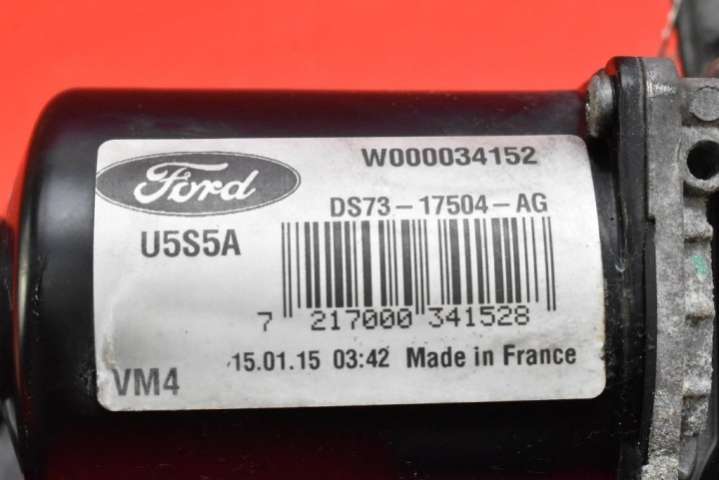 Ford
W000034152
DS73-17504-AG
U5S5A
7 217000 341528
VM4
15.01.15 03:42 Made in France